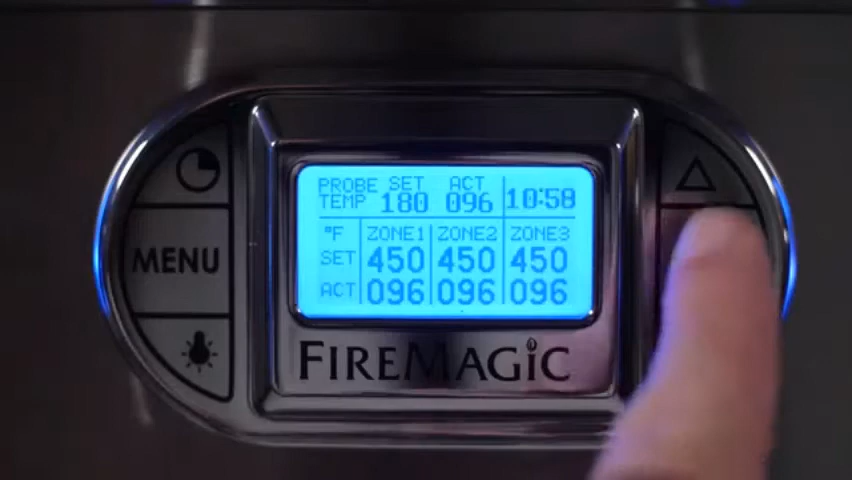 PROBE SET ACT
TEMP 180 096 10:58
°F ZONE1 ZONE2 ZONE3
SET 450 450 450
ACT 096 096 096
MENU
FIREMAGIC